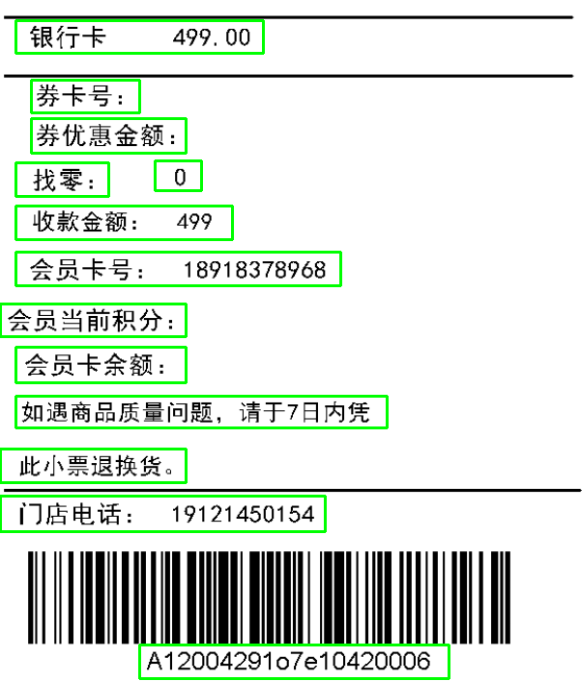 银行卡 499.00
券卡号：
券优惠金额：
找零： 0
收款金额： 499
会员卡号： 18918378968
会员当前积分：
会员卡余额：
如遇商品质量问题，请于7日内凭
此小票退换货。
门店电话： 19121450154
A12004291o7e10420006